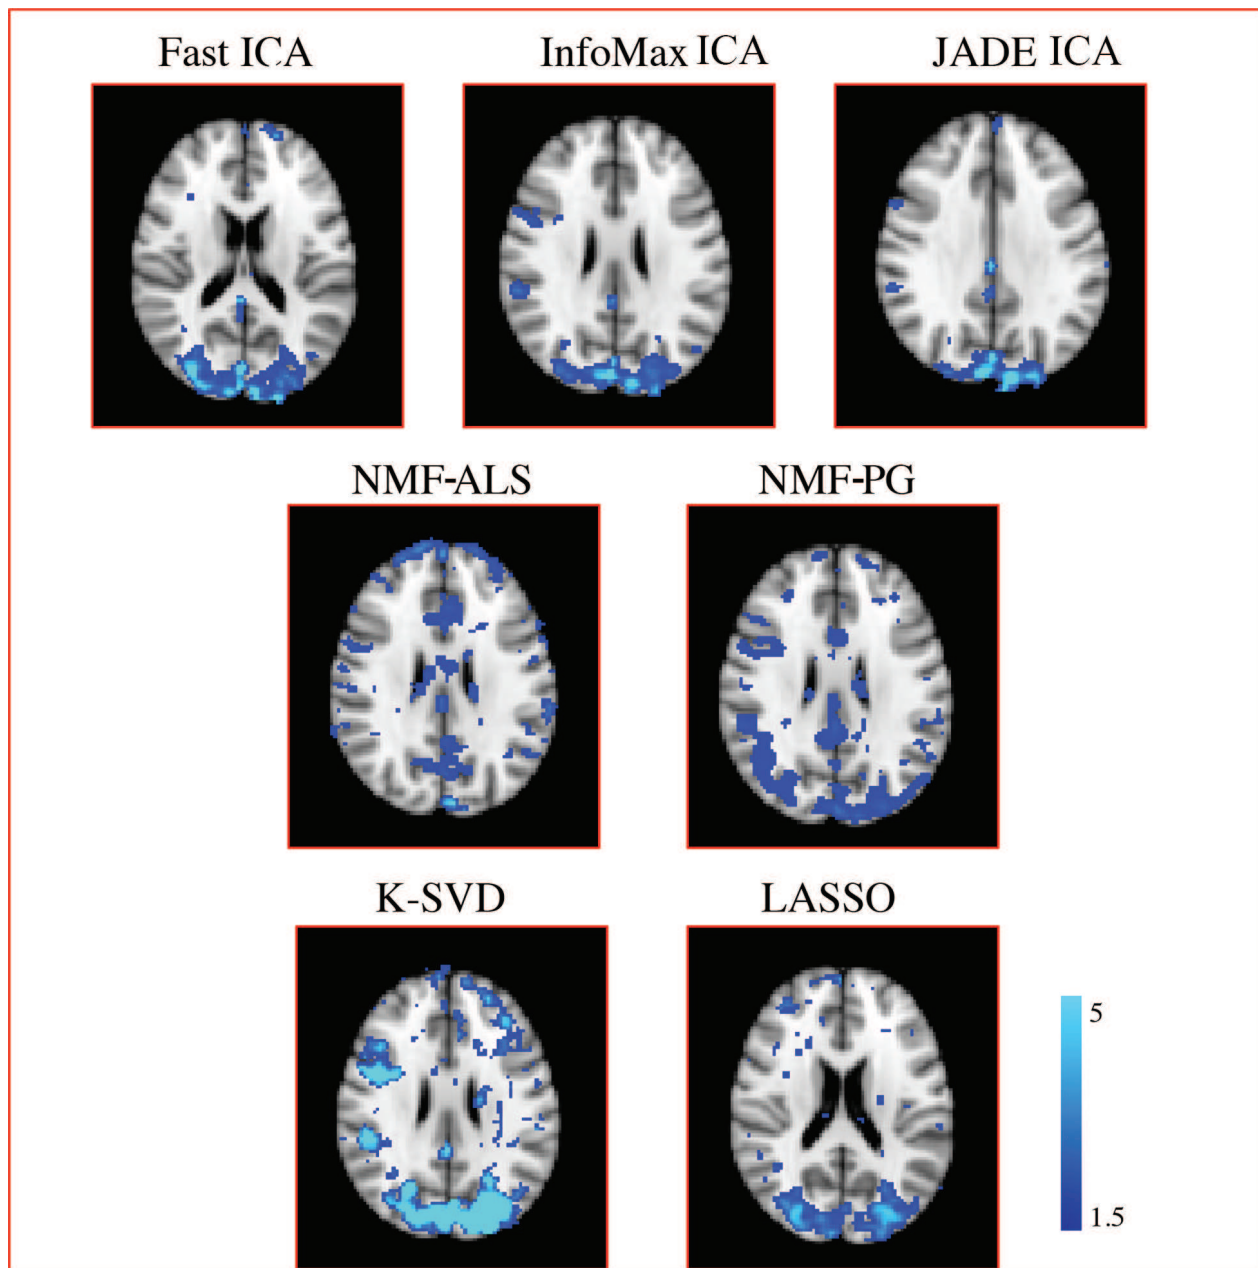 Fast ICA
InfoMax ICA
JADE ICA
NMF-ALS
NMF-PG
K-SVD
LASSO
5
1.5